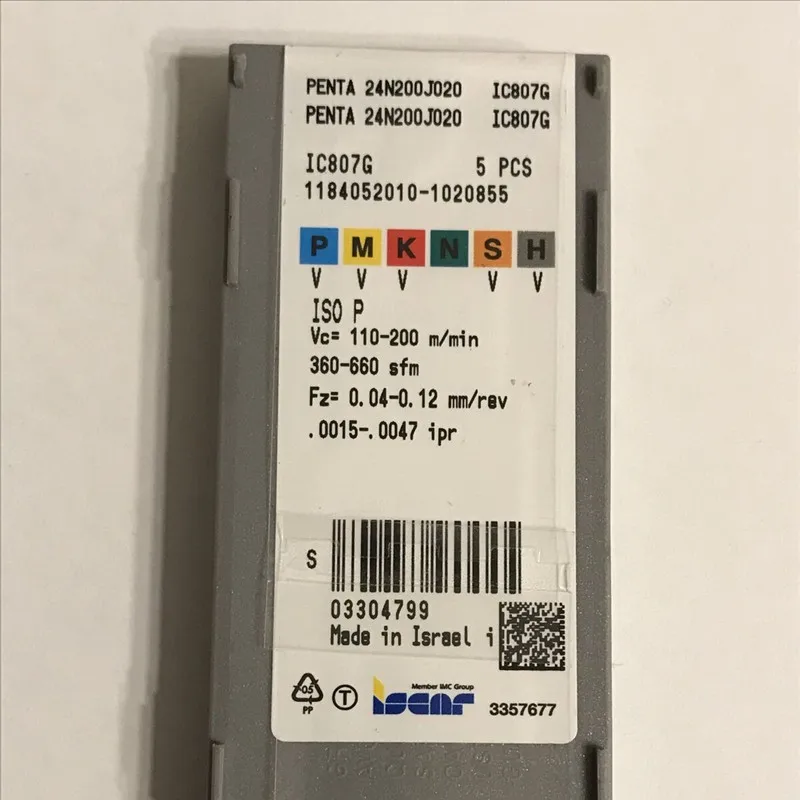 PENTA 24N200J020 IC807G
PENTA 24N200J020 IC807G
IC807G 5 PCS
1184052010-1020855
P M K N S H
V V V V V
ISO P
Vc= 110-200 m/min
360-660 sfm
Fz= 0.04-0.12 mm/rev
.0015-.0047 ipr
S
03304799
Made in Israel i
05
PP
T
Member IMC Group
iscar
3357677